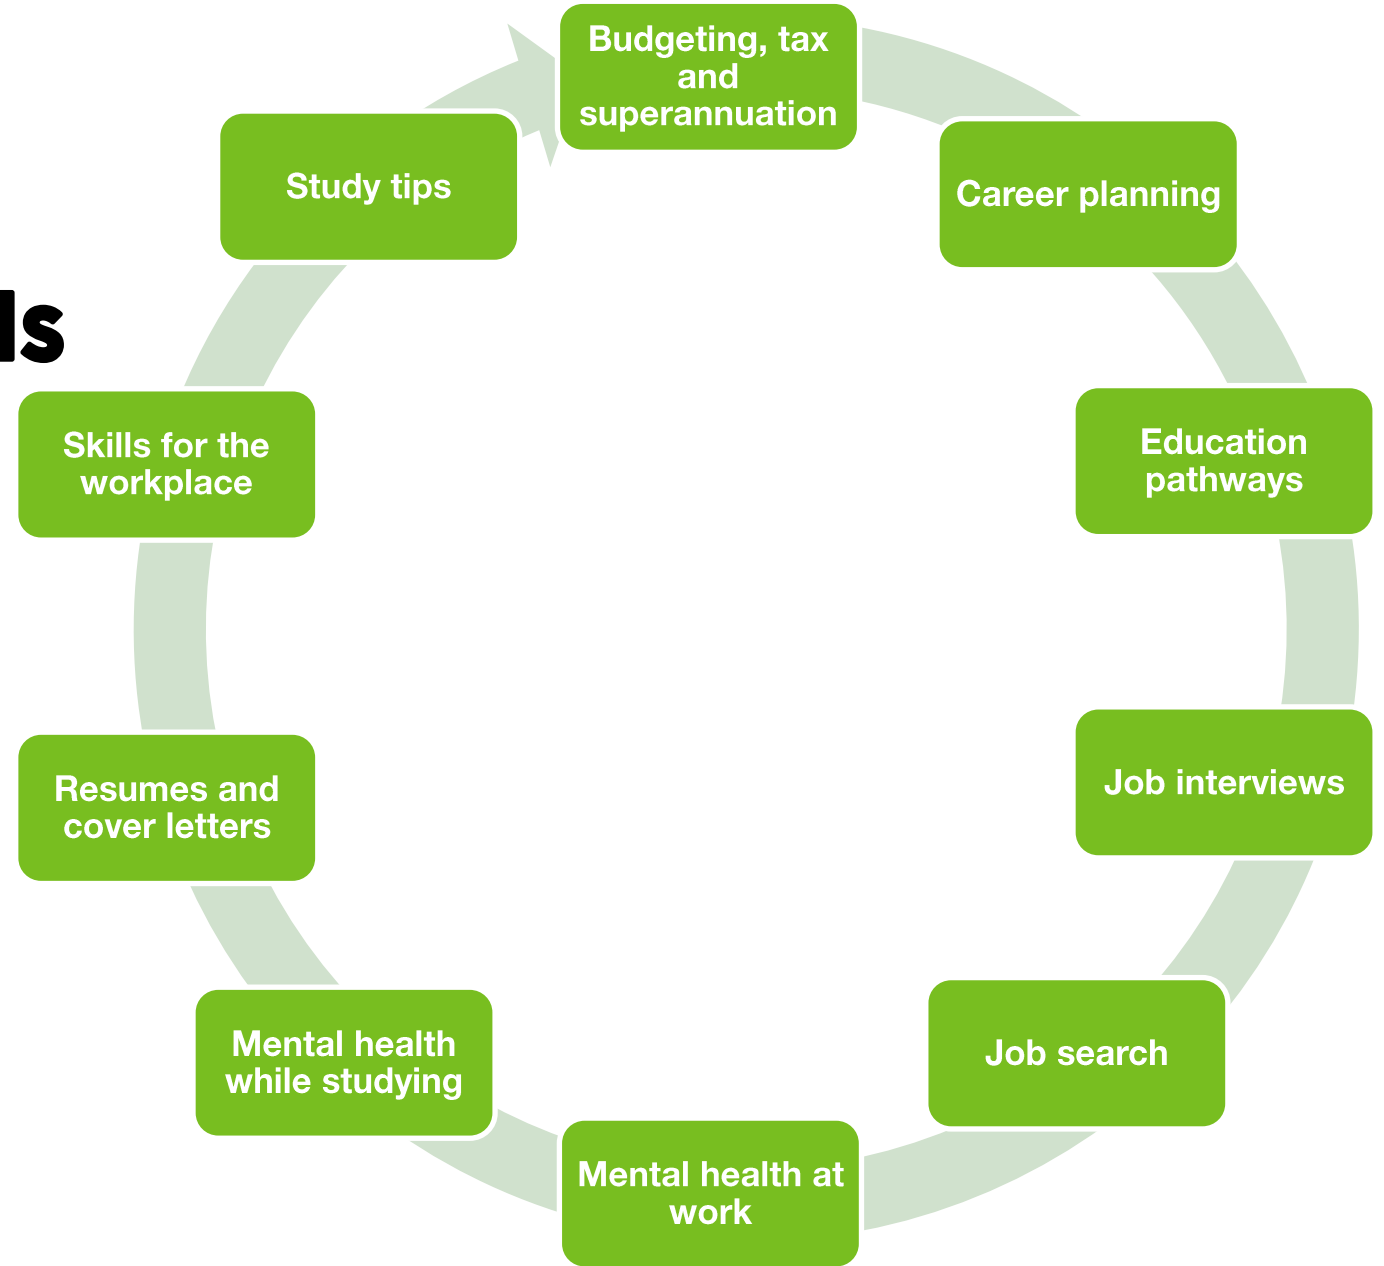 Budgeting, tax
and
superannuation
Career planning
Education
pathways
Job interviews
Job search
Mental health at
work
Mental health
while studying
Resumes and
cover letters
Skills for the
workplace
Study tips